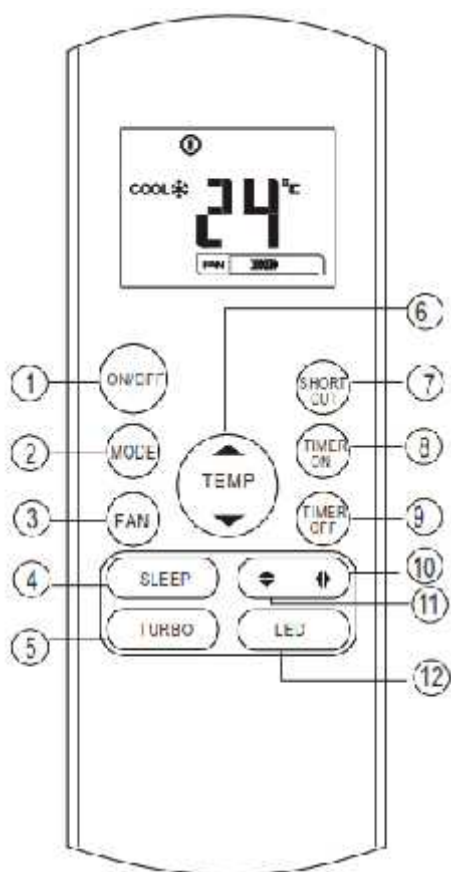 COOL 24 °C
FAN
6
1 ON/OFF SHORT CUT 7
2 MODE TEMP TIMER ON 8
3 FAN TIMER OFF 9
4 SLEEP 10
11
5 TURBO LED
12